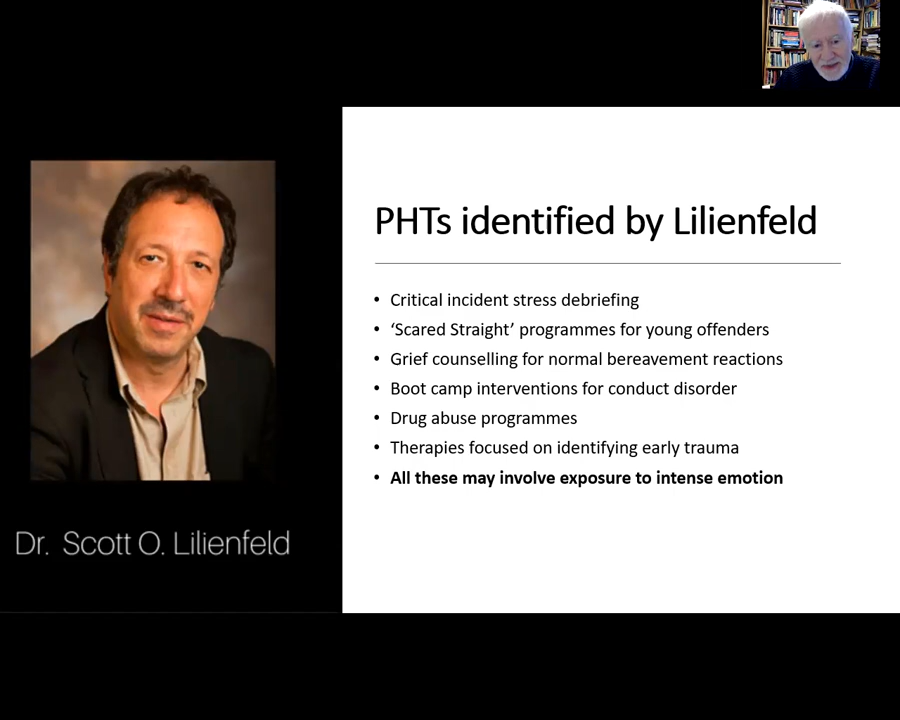 PHTs identified by Lilienfeld
• Critical incident stress debriefing
• ‘Scared Straight’ programmes for young offenders
• Grief counselling for normal bereavement reactions
• Boot camp interventions for conduct disorder
• Drug abuse programmes
• Therapies focused on identifying early trauma
• All these may involve exposure to intense emotion
Dr. Scott O. Lilienfeld